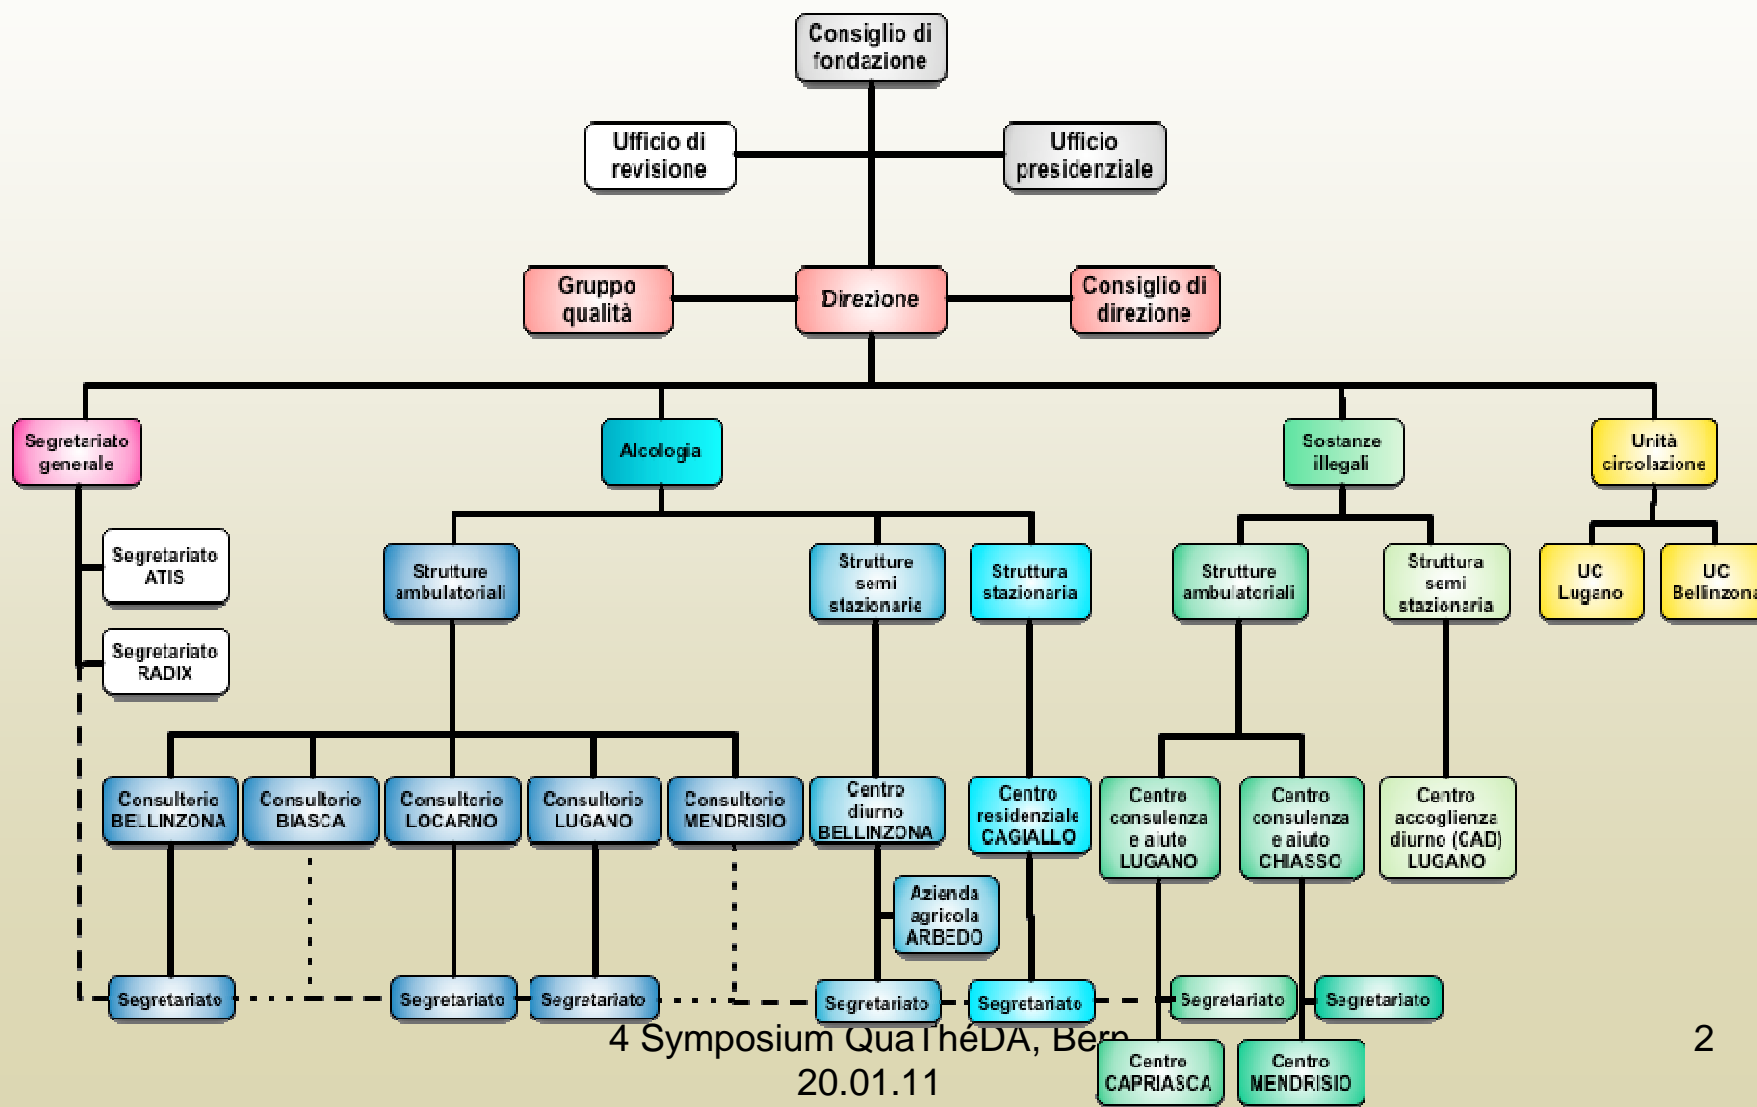 Consiglio di
fondazione
Ufficio di
revisione
Ufficio
presidenziale
Gruppo
qualità
Direzione
Consiglio di
direzione
Segretariato
generale
Alcologia
Sostanze
illegali
Unità
circolazione
Segretariato
ATIS
Segretariato
RADIX
Strutture
ambulatoriali
Strutture
semi
stazionarie
Struttura
stazionaria
Strutture
ambulatoriali
Struttura
semi
stazionaria
UC
Lugano
UC
Bellinzona
Consultorio
BELLINZONA
Consultorio
BIASCA
Consultorio
LOCARNO
Consultorio
LUGANO
Consultorio
MENDRISIO
Centro
diurno
BELLINZONA
Centro
residenziale
CAGIALLO
Centro
consulenza
e aiuto
LUGANO
Centro
consulenza
e aiuto
CHIASSO
Centro
accoglienza
diurno (CAD)
LUGANO
Azienda
agricola
ARBEDO
Segretariato
Segretariato
Segretariato
Segretariato
Segretariato
Segretariato
Segretariato
Centro
CAPRIASCA
Centro
MENDRISIO
4 Symposium QuaThéDA, Bern
20.01.11
2